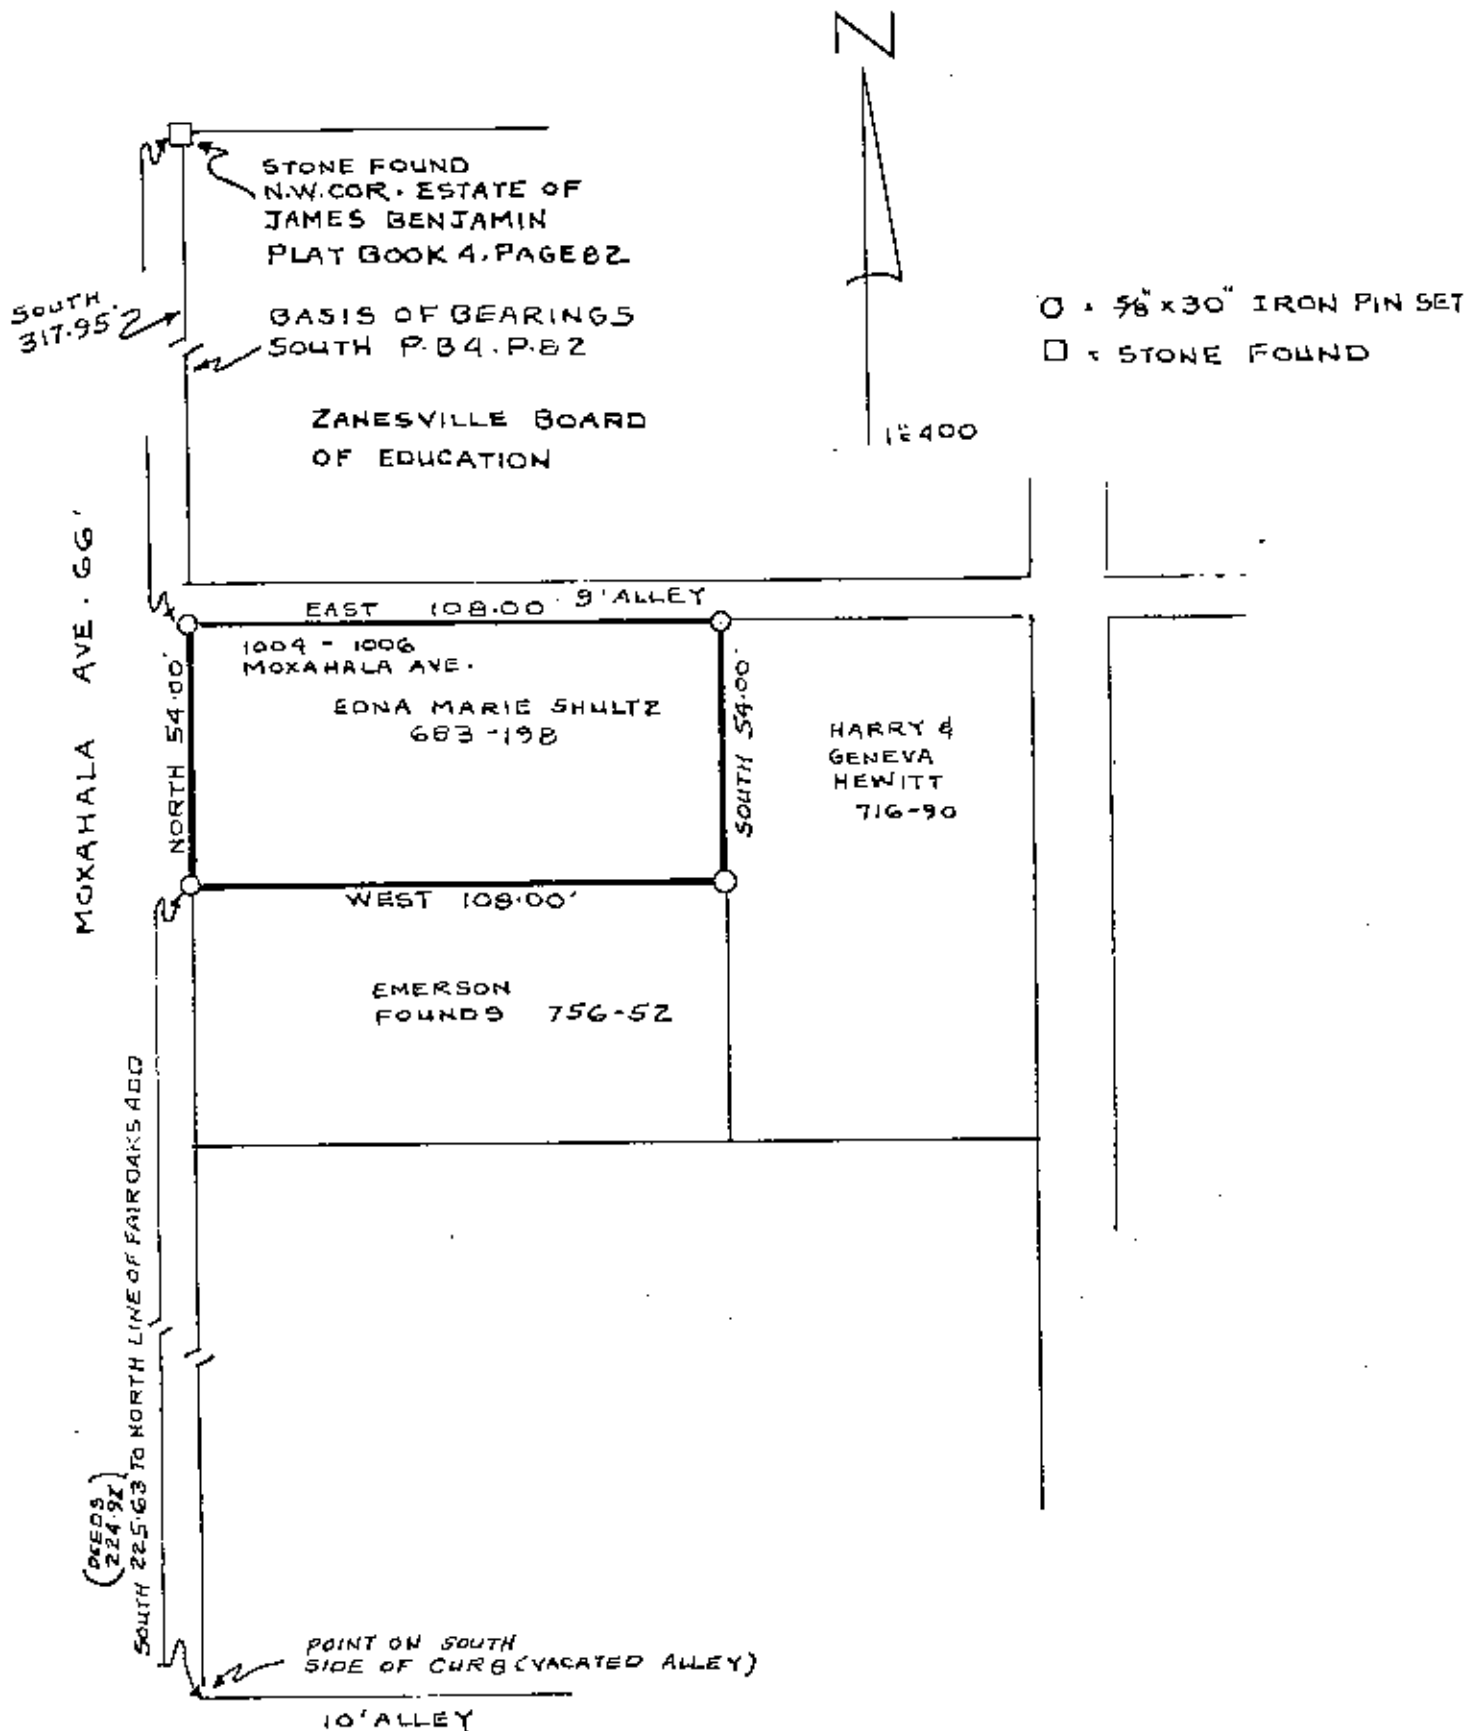 N
STONE FOUND
N.W. COR. ESTATE OF
JAMES BENJAMIN
PLAT BOOK 4, PAGE 82
SOUTH
317.95'
BASIS OF BEARINGS
SOUTH P.B 4. P.82
O = 5/8" x 30" IRON PIN SET
□ = STONE FOUND
ZANESVILLE BOARD
OF EDUCATION
1"=400
MOXAHALA AVE. 66'
EAST 108.00' 9' ALLEY
1004 - 1006
MOXAHALA AVE.
NORTH 54.00'
EDNA MARIE SHULTZ
683-198
SOUTH 54.00'
HARRY &
GENEVA
HEWITT
716-90
WEST 108.00'
EMERSON
FOUNDS 756-52
SOUTH 225.63 TO NORTH LINE OF FAIROAKS ADD
(DEEDS
224.92)
POINT ON SOUTH
SIDE OF CURB (VACATED ALLEY)
10' ALLEY